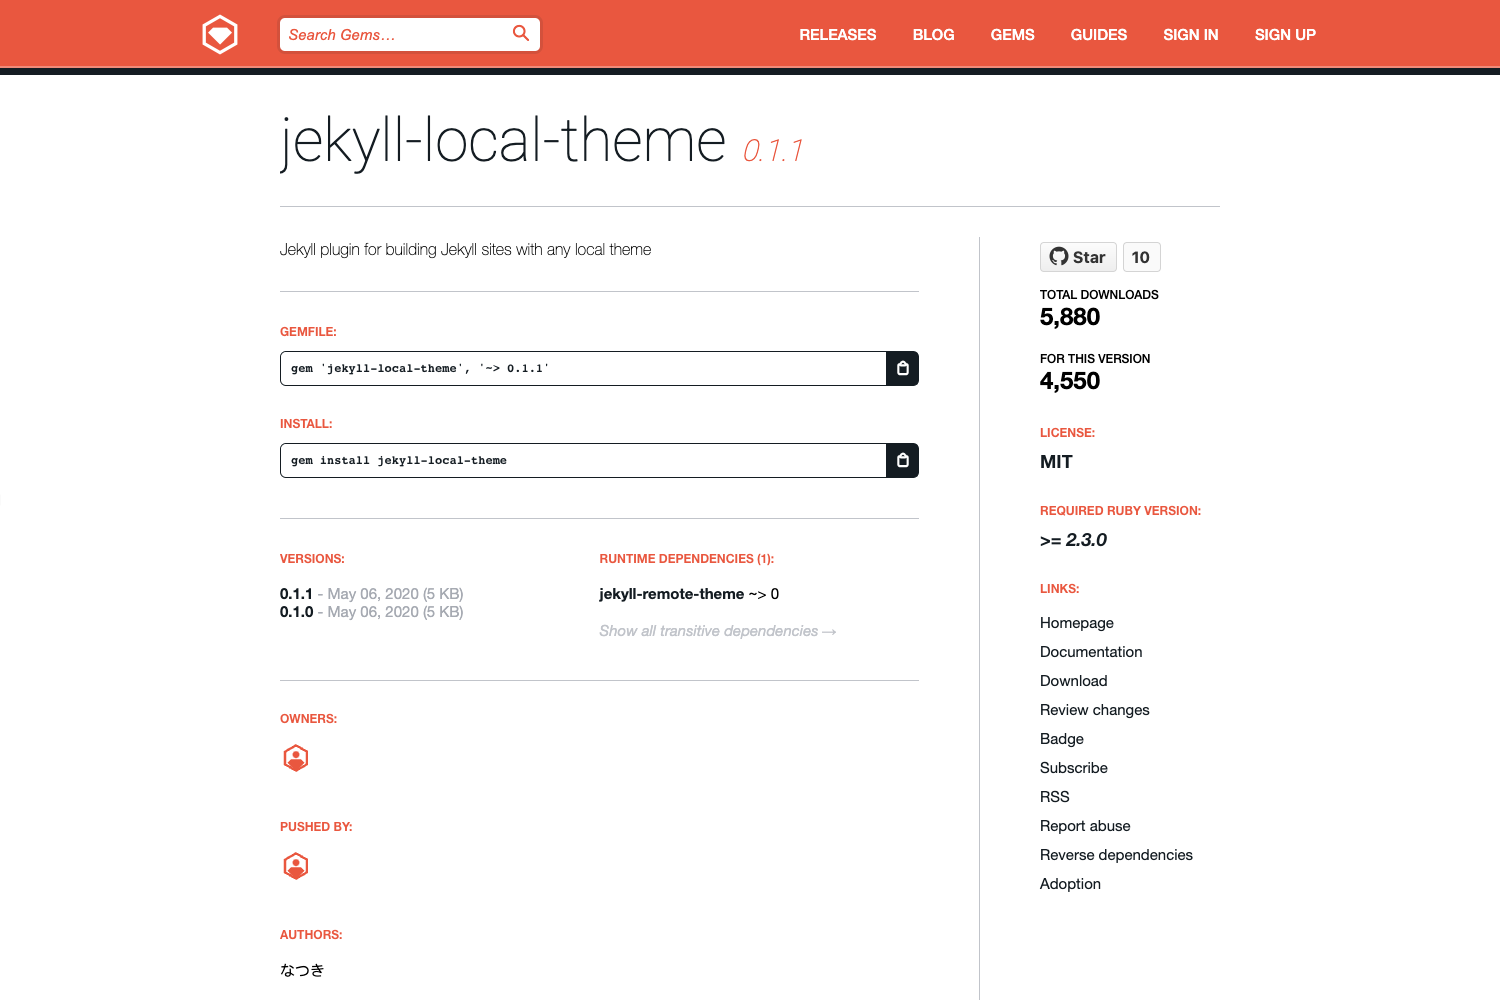 Search Gems...
RELEASES BLOG GEMS GUIDES SIGN IN SIGN UP
jekyll-local-theme 0.1.1
Jekyll plugin for building Jekyll sites with any local theme
GEMFILE:
gem 'jekyll-local-theme', '~> 0.1.1'
INSTALL:
gem install jekyll-local-theme
VERSIONS:
0.1.1 - May 06, 2020 (5 KB)
0.1.0 - May 06, 2020 (5 KB)
RUNTIME DEPENDENCIES (1):
jekyll-remote-theme ~> 0
Show all transitive dependencies →
OWNERS:
PUSHED BY:
AUTHORS:
なつき
Star 10
TOTAL DOWNLOADS
5,880
FOR THIS VERSION
4,550
LICENSE:
MIT
REQUIRED RUBY VERSION:
>= 2.3.0
LINKS:
Homepage
Documentation
Download
Review changes
Badge
Subscribe
RSS
Report abuse
Reverse dependencies
Adoption